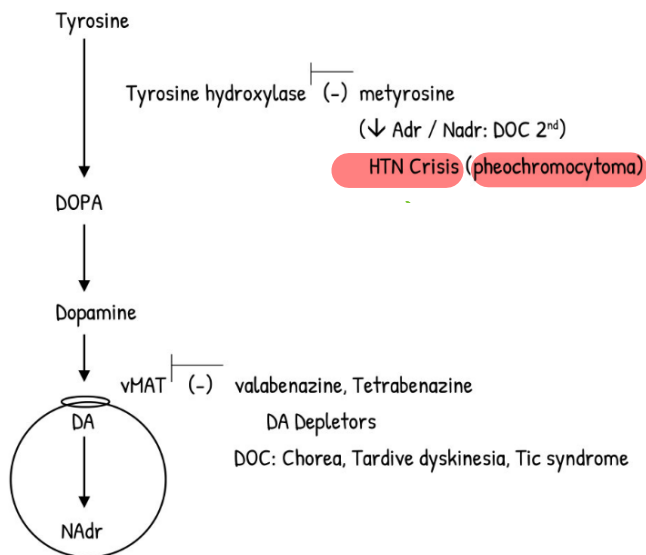 Tyrosine
Tyrosine hydroxylase (-) metyrosine
(↓ Adr / Nadr: DOC 2nd)
HTN Crisis (pheochromocytoma)
DOPA
Dopamine
vMAT (-) valabenazine, Tetrabenazine
DA DA Depletors
DOC: Chorea, Tardive dyskinesia, Tic syndrome
NAdr